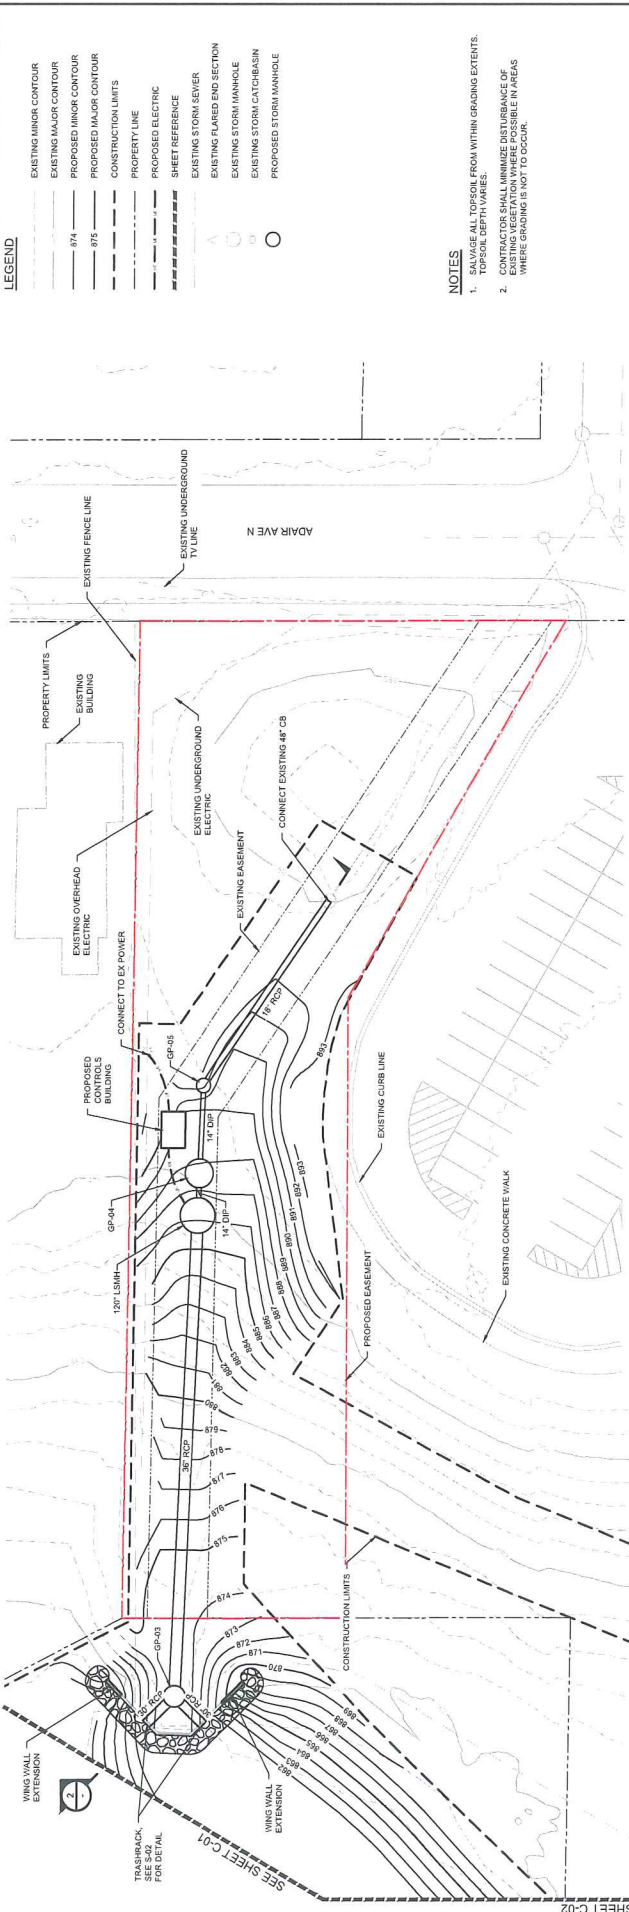 LEGEND
EXISTING MINOR CONTOUR
EXISTING MAJOR CONTOUR
874
PROPOSED MINOR CONTOUR
875
PROPOSED MAJOR CONTOUR
CONSTRUCTION LIMITS
PROPERTY LINE
PROPOSED ELECTRIC
SHEET REFERENCE
EXISTING STORM SEWER
EXISTING FLARED END SECTION
EXISTING STORM MANHOLE
EXISTING STORM CATCHBASIN
PROPOSED STORM MANHOLE
NOTES
1. SALVAGE ALL TOPSOIL FROM WITHIN GRADING EXTENTS.
TOPSOIL DEPTH VARIES.
2. CONTRACTOR SHALL MINIMIZE DISTURBANCE OF
EXISTING VEGETATION WHERE POSSIBLE IN AREAS
WHERE GRADING IS NOT TO OCCUR.
WING WALL
EXTENSION
2
TRASHRACK,
SEE S-02
FOR DETAIL
SEE SHEET C-01
GP-03
30" RCP
30" RCP
WING WALL
EXTENSION
862
863
864
865
866
867
868
869
870
871
872
873
874
875
876
877
878
879
880
881
882
883
884
885
886
887
888
889
890
891
892
893
893
CONSTRUCTION LIMITS
36" RCP
120" LSMH
GP-04
14" DIP
14" DIP
PROPOSED
CONTROLS
BUILDING
GP-05
CONNECT TO EX POWER
18" RCP
EXISTING OVERHEAD
ELECTRIC
EXISTING EASEMENT
EXISTING UNDERGROUND
ELECTRIC
CONNECT EXISTING 48" CB
PROPERTY LIMITS
EXISTING
BUILDING
EXISTING FENCE LINE
EXISTING UNDERGROUND
TV LINE
ADAIR AVE N
PROPOSED EASEMENT
EXISTING CURB LINE
EXISTING CONCRETE WALK
SHEET C-02